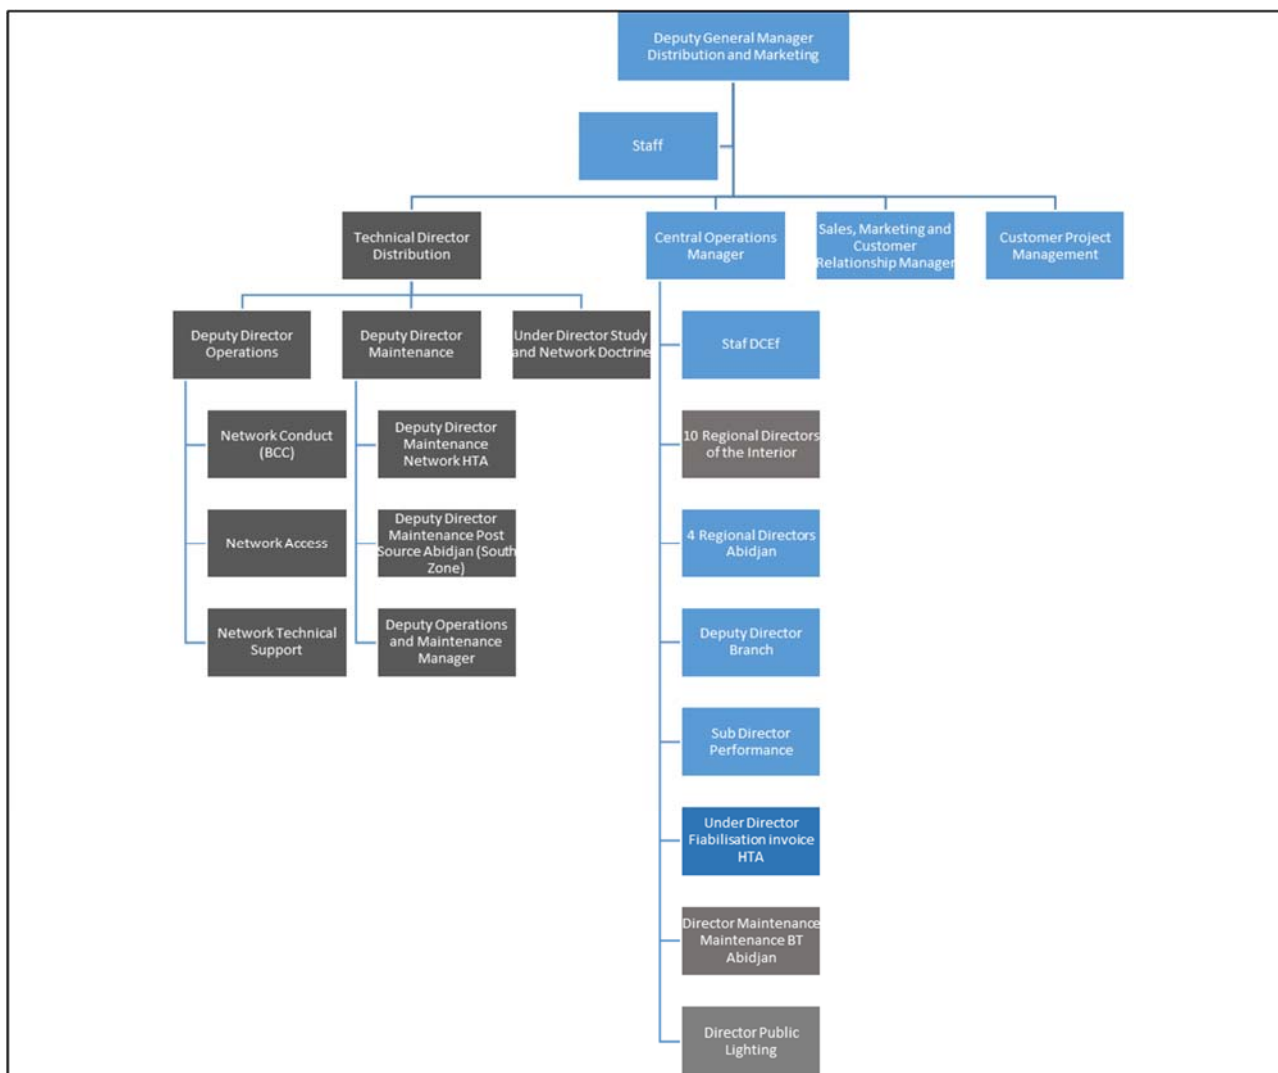 Deputy General Manager
Distribution and Marketing
Staff
Technical Director
Distribution
Central Operations
Manager
Sales, Marketing and
Customer
Relationship Manager
Customer Project
Management
Deputy Director
Operations
Deputy Director
Maintenance
Under Director Study
and Network Doctrine
Staf DCEf
Network Conduct
(BCC)
Deputy Director
Maintenance
Network HTA
10 Regional Directors
of the Interior
Network Access
Deputy Director
Maintenance Post
Source Abidjan (South
Zone)
4 Regional Directors
Abidjan
Network Technical
Support
Deputy Operations
and Maintenance
Manager
Deputy Director
Branch
Sub Director
Performance
Under Director
Fiabilisation invoice
HTA
Director Maintenance
Maintenance BT
Abidjan
Director Public
Lighting